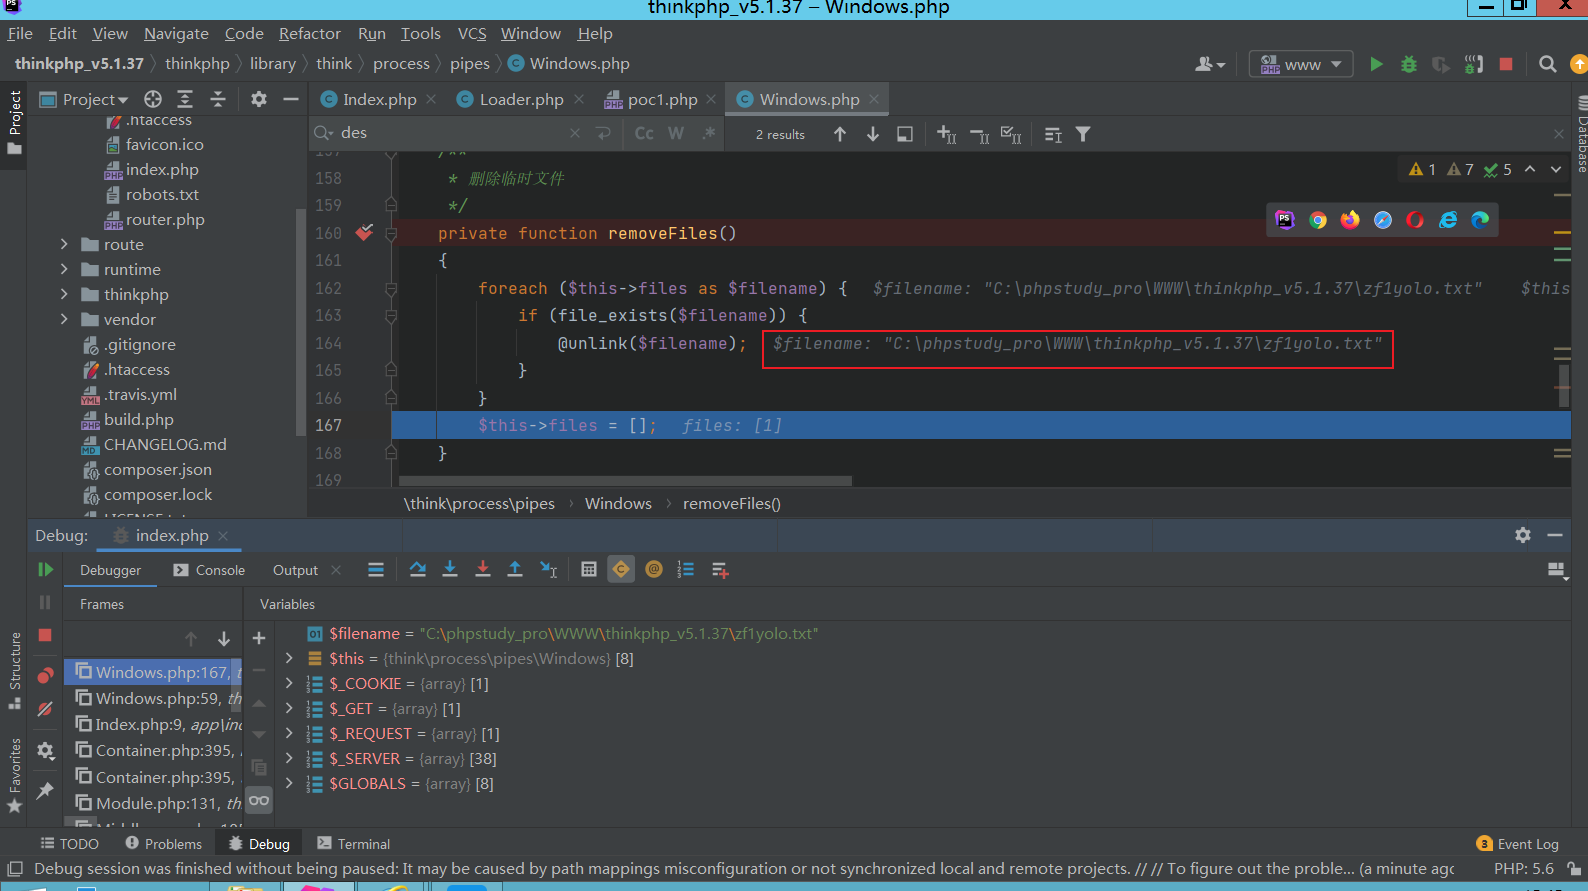 thinkphp_v5.1.37 – Windows.php
File Edit View Navigate Code Refactor Run Tools VCS Window Help
thinkphp_v5.1.37 thinkphp library think process pipes Windows.php
www
Project
Index.php Loader.php poc1.php Windows.php
des
Cc W .*
2 results
.htaccess
favicon.ico
index.php
robots.txt
router.php
route
runtime
thinkphp
vendor
.gitignore
.htaccess
.travis.yml
build.php
CHANGELOG.md
composer.json
composer.lock
1 7 5
/**
158 * 删除临时文件
159 */
160 private function removeFiles()
161 {
162 foreach ($this->files as $filename) { $filename: "C:\phpstudy_pro\WWW\thinkphp_v5.1.37\zf1yolo.txt" $this
163 if (file_exists($filename)) {
164 @unlink($filename); $filename: "C:\phpstudy_pro\WWW\thinkphp_v5.1.37\zf1yolo.txt"
165 }
166 }
167 $this->files = []; files: [1]
168 }
169
\think\process\pipes Windows removeFiles()
Project
Structure
Favorites
Database
Debug: index.php
Debugger Console Output
Frames Variables
Windows.php:167, t
Windows.php:59, th
Index.php:9, app\ind
Container.php:395,
Container.php:395,
Module.php:131, th
$filename = "C:\phpstudy_pro\WWW\thinkphp_v5.1.37\zf1yolo.txt"
$this = {think\process\pipes\Windows} [8]
$_COOKIE = {array} [1]
$_GET = {array} [1]
$_REQUEST = {array} [1]
$_SERVER = {array} [38]
$GLOBALS = {array} [8]
TODO Problems Debug Terminal
3 Event Log
Debug session was finished without being paused: It may be caused by path mappings misconfiguration or not synchronized local and remote projects. // // To figure out the proble... (a minute agc
PHP: 5.6